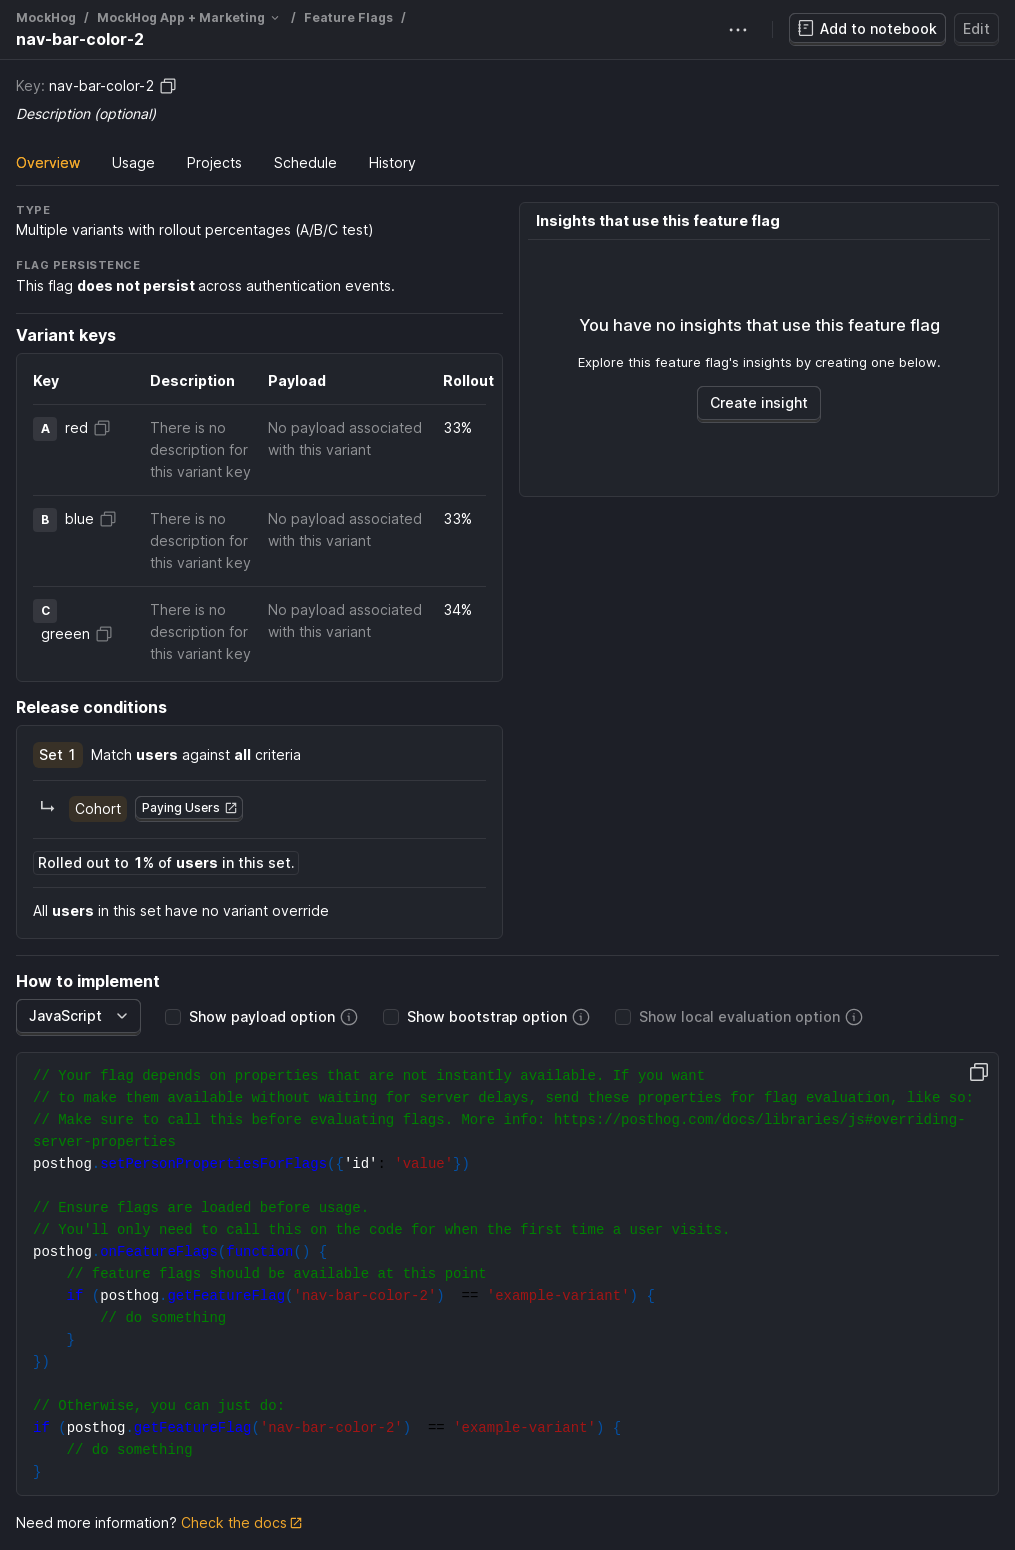 MockHog / MockHog App + Marketing / Feature Flags /
nav-bar-color-2
Add to notebook
Edit
Key: nav-bar-color-2
Description (optional)
Overview Usage Projects Schedule History
TYPE
Multiple variants with rollout percentages (A/B/C test)
FLAG PERSISTENCE
This flag does not persist across authentication events.
Insights that use this feature flag
You have no insights that use this feature flag
Explore this feature flag's insights by creating one below.
Create insight
Variant keys
Key Description Payload Rollout
A red There is no No payload associated 33%
description for with this variant
this variant key
B blue There is no No payload associated 33%
description for with this variant
this variant key
C There is no No payload associated 34%
greeen description for with this variant
this variant key
Release conditions
Set 1 Match users against all criteria
Cohort Paying Users
Rolled out to 1% of users in this set.
All users in this set have no variant override
How to implement
JavaScript Show payload option Show bootstrap option Show local evaluation option
// Your flag depends on properties that are not instantly available. If you want
// to make them available without waiting for server delays, send these properties for flag evaluation, like so:
// Make sure to call this before evaluating flags. More info: https://posthog.com/docs/libraries/js#overriding-
server-properties
posthog.setPersonPropertiesForFlags({'id': 'value'})
// Ensure flags are loaded before usage.
// You'll only need to call this on the code for when the first time a user visits.
posthog.onFeatureFlags(function() {
// feature flags should be available at this point
if (posthog.getFeatureFlag('nav-bar-color-2')  == 'example-variant') {
// do something
}
})
// Otherwise, you can just do:
if (posthog.getFeatureFlag('nav-bar-color-2')  == 'example-variant') {
// do something
}
Need more information? Check the docs